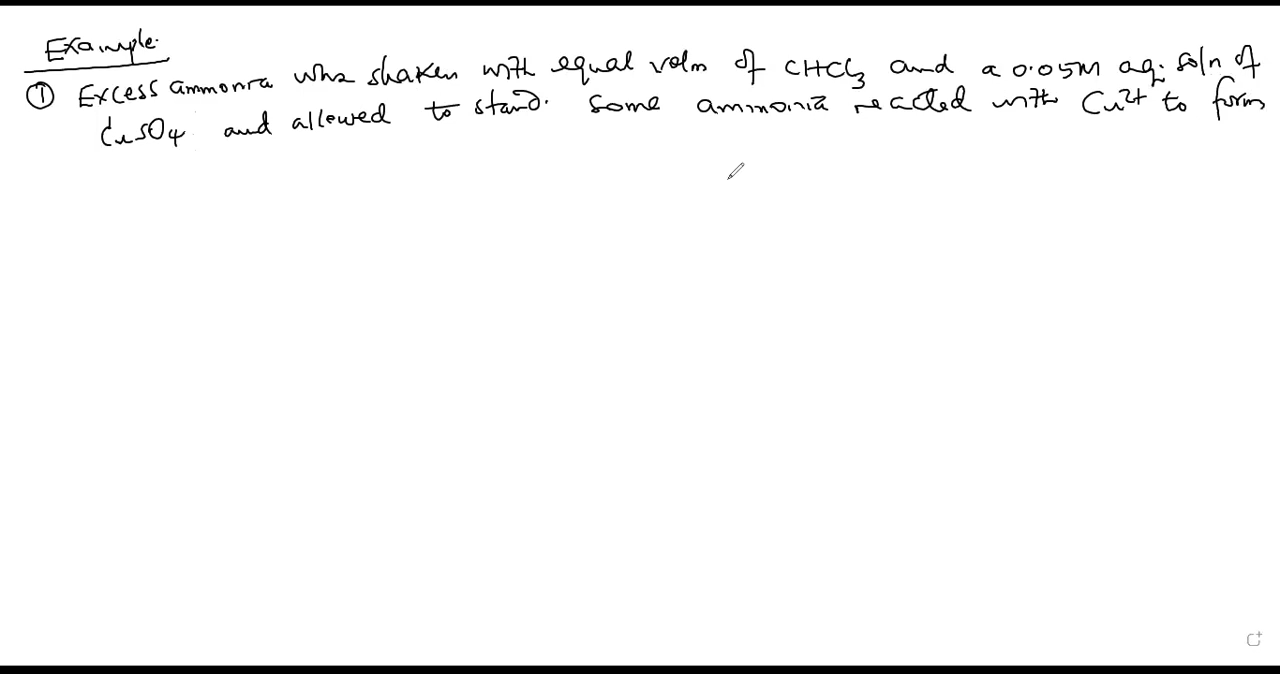 Example.
① Excess ammonia was shaken with equal volm of CHCl3 and a 0.05M aq. soln of
CuSO4 and allowed to stand. Some ammonia reacted with Cu2+ to form